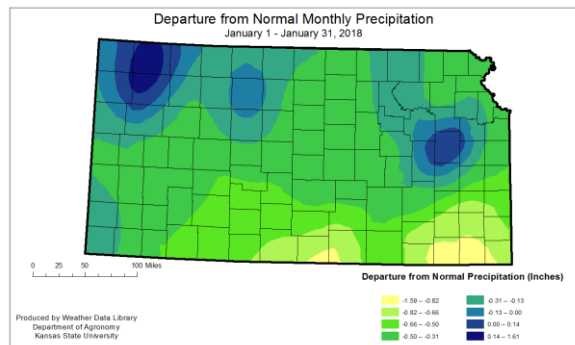 Departure from Normal Monthly Precipitation
January 1 - January 31, 2018
0 25 50 100 Miles
Departure from Normal Precipitation (Inches)
-1.59 – -0.82
-0.82 – -0.66
-0.66 – -0.50
-0.50 – -0.31
-0.31 – -0.13
-0.13 – 0.00
0.00 – 0.14
0.14 – 1.61
Produced by Weather Data Library
Department of Agronomy
Kansas State University